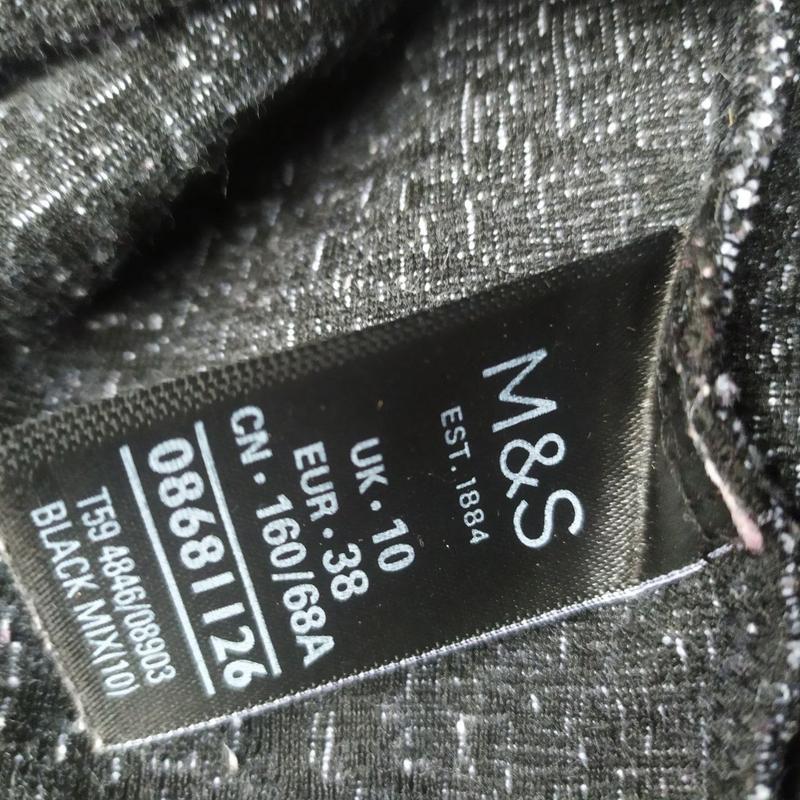 M&S
EST. 1884
UK • 10
EUR • 38
CN • 160/68A
08681126
T59 4846/08903
BLACK MIX(10)